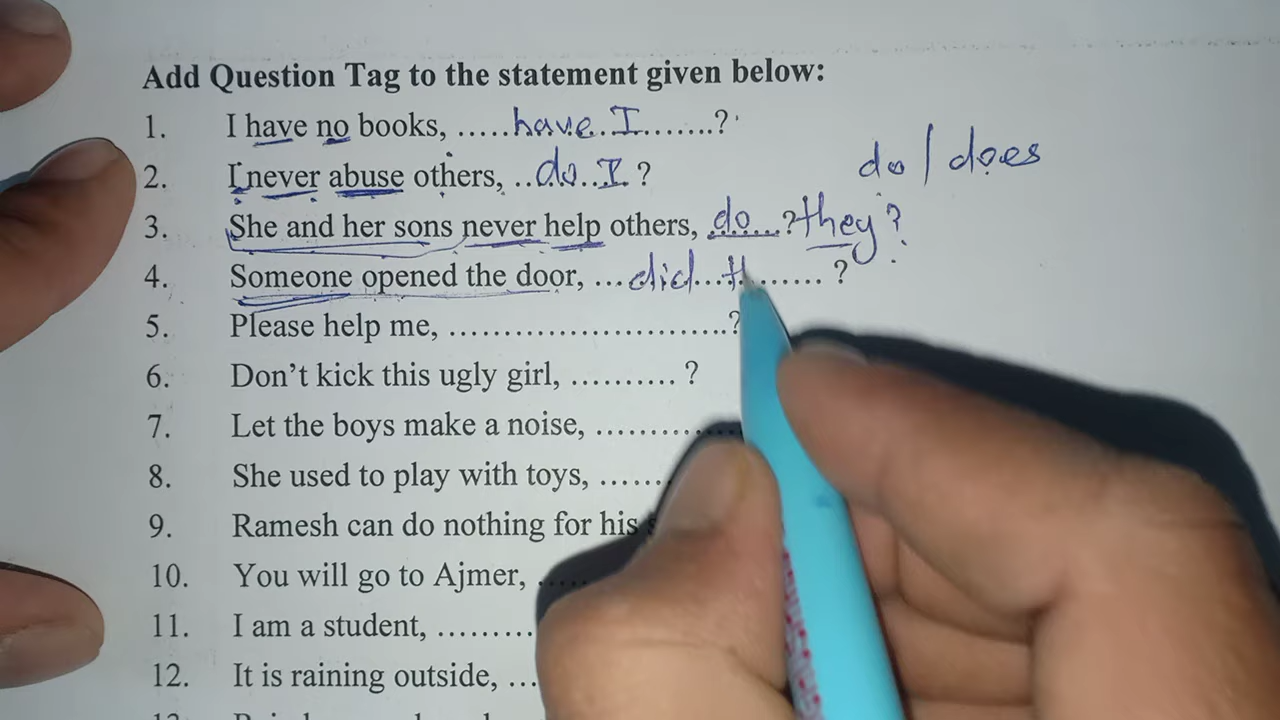 Add Question Tag to the statement given below:
1. I have no books, .....have..I.......?
2. I never abuse others, ..do..I.? do / does
3. She and her sons never help others, do...?they?
4. Someone opened the door, ...did...th....... ?
5. Please help me, ............................?
6. Don't kick this ugly girl, .......... ?
7. Let the boys make a noise, ............
8. She used to play with toys, ......
9. Ramesh can do nothing for his
10. You will go to Ajmer, .....
11. I am a student, .........
12. It is raining outside, ...